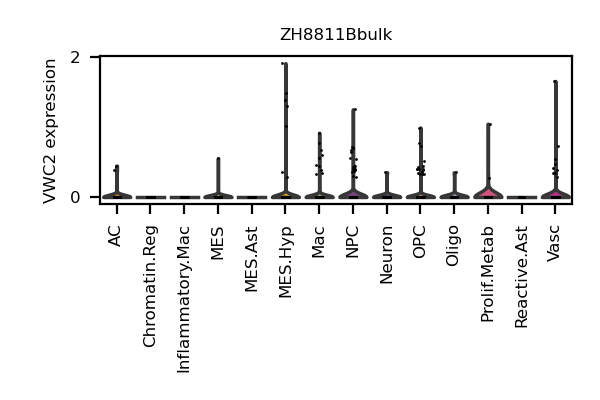 ZH8811Bbulk
VWC2 expression
2
0
AC
Chromatin.Reg
Inflammatory.Mac
MES
MES.Ast
MES.Hyp
Mac
NPC
Neuron
OPC
Oligo
Prolif.Metab
Reactive.Ast
Vasc